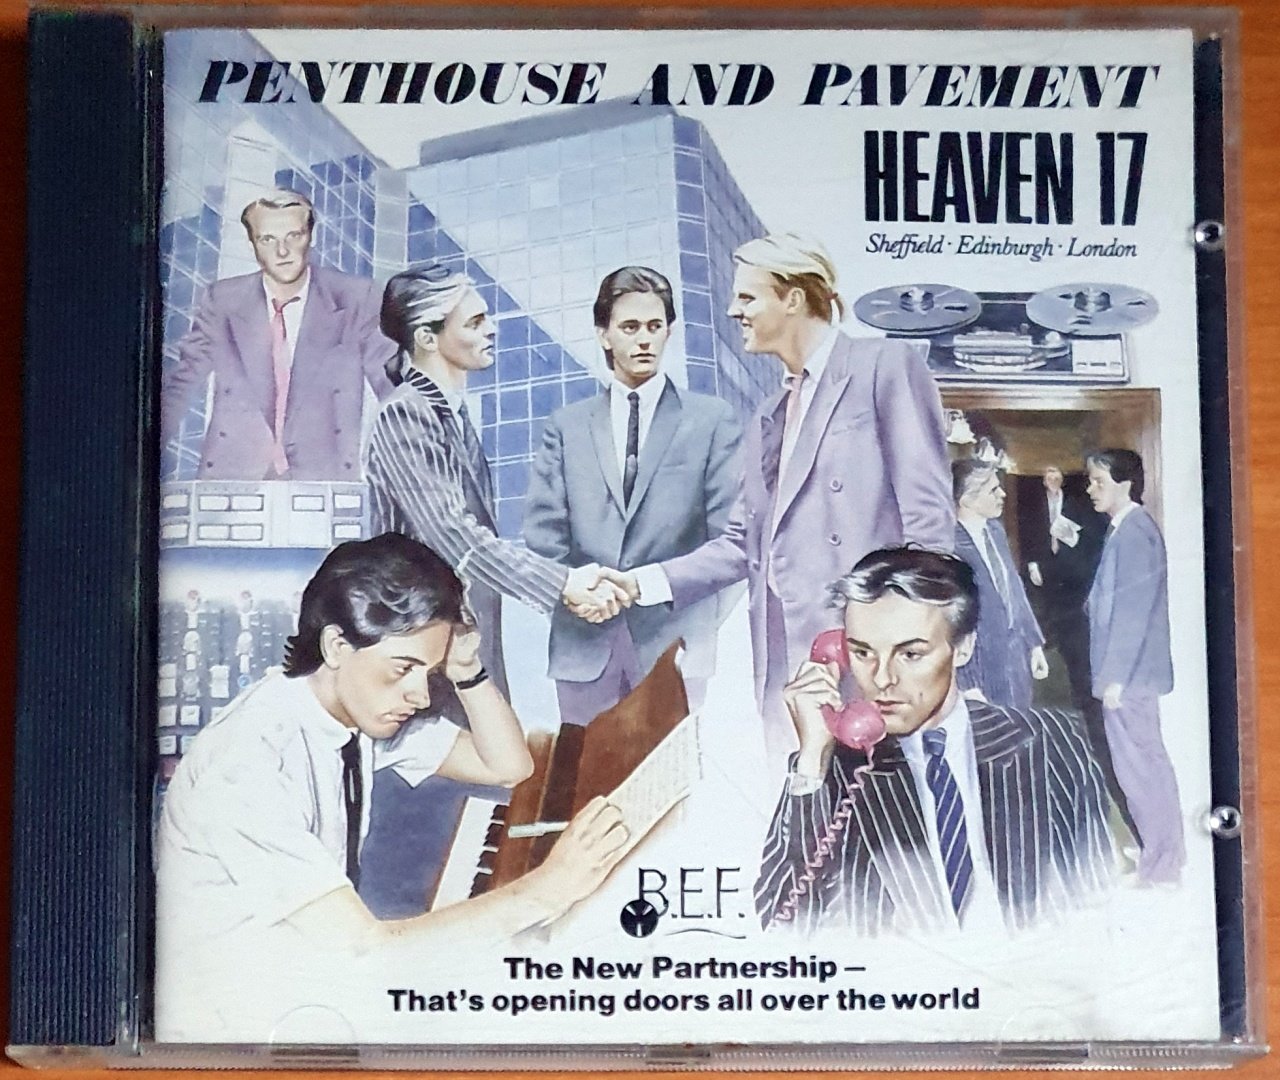 PENTHOUSE AND PAVEMENT
HEAVEN 17
Sheffield · Edinburgh · London
B.E.F.
The New Partnership –
That's opening doors all over the world